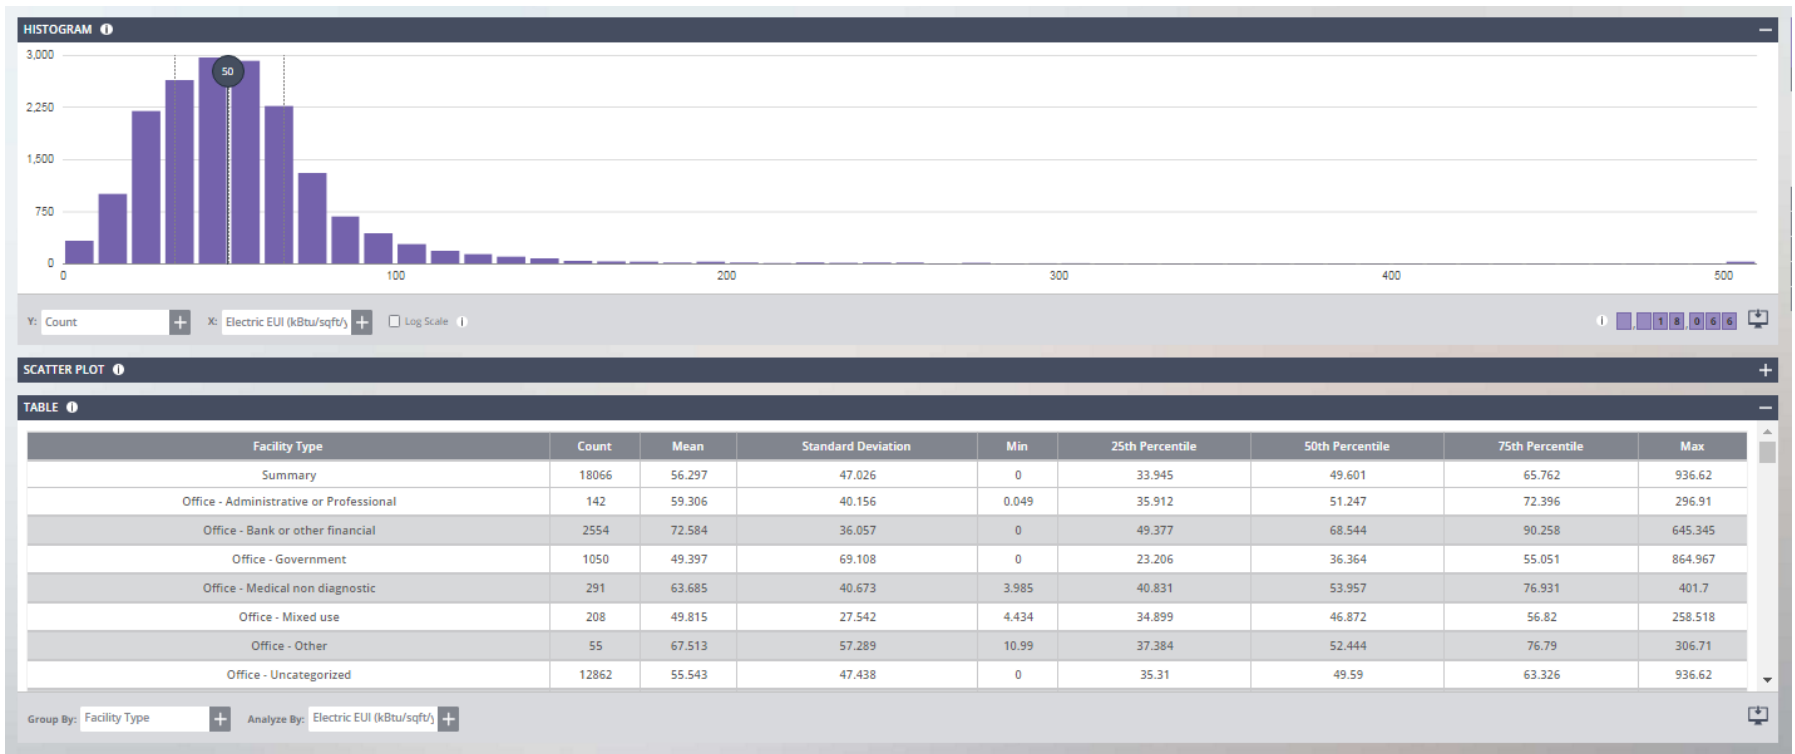 HISTOGRAM
3,000
50
2,250
1,500
750
0
0 100 200 300 400 500
Y: Count X: Electric EUI (kBtu/sqft/y Log Scale 18,066
SCATTER PLOT
TABLE
Facility Type Count Mean Standard Deviation Min 25th Percentile 50th Percentile 75th Percentile Max
Summary 18066 56.297 47.026 0 33.945 49.601 65.762 936.62
Office - Administrative or Professional 142 59.306 40.156 0.049 35.912 51.247 72.396 296.91
Office - Bank or other financial 2554 72.584 36.057 0 49.377 68.544 90.258 645.345
Office - Government 1050 49.397 69.108 0 23.206 36.364 55.051 864.967
Office - Medical non diagnostic 291 63.685 40.673 3.985 40.831 53.957 76.931 401.7
Office - Mixed use 208 49.815 27.542 4.434 34.899 46.872 56.82 258.518
Office - Other 55 67.513 57.289 10.99 37.384 52.444 76.79 306.71
Office - Uncategorized 12862 55.543 47.438 0 35.31 49.59 63.326 936.62
Group By: Facility Type Analyze By: Electric EUI (kBtu/sqft/y